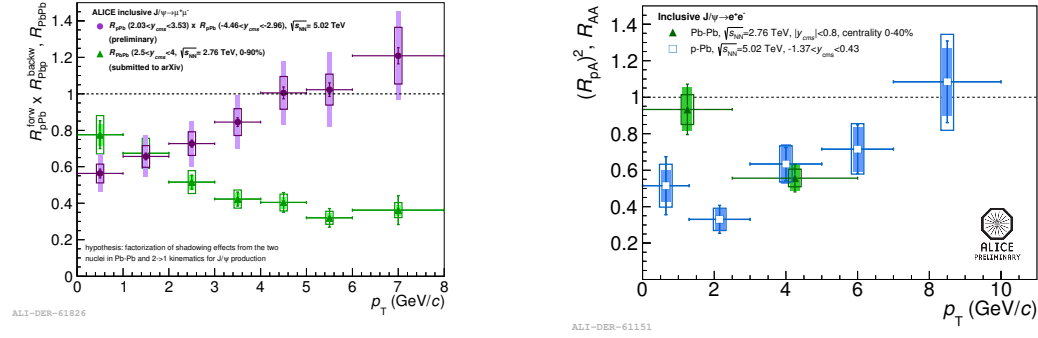 ALICE inclusive J/ψ→μ⁺μ⁻
R_pPb (2.03<y_cms<3.53) x R_Pbp (-4.46<y_cms<-2.96), √s_NN= 5.02 TeV
(preliminary)
R_PbPb (2.5<y_cms<4, √s_NN= 2.76 TeV, 0-90%)
(submitted to arXiv)
R_pPb^forw x R_Pbp^backw, R_PbPb
1.4
1.2
1
0.8
0.6
0.4
0.2
0
hypothesis: factorization of shadowing effects from the two
nuclei in Pb-Pb and 2->1 kinematics for J/ψ production
0 1 2 3 4 5 6 7 8
p_T (GeV/c)
ALI-DER-61826
Inclusive J/ψ→e⁺e⁻
Pb-Pb, √s_NN=2.76 TeV, |y_cms|<0.8, centrality 0-40%
p-Pb, √s_NN=5.02 TeV, -1.37<y_cms<0.43
(R_pA)², R_AA
1.4
1.2
1
0.8
0.6
0.4
0.2
0 2 4 6 8 10
p_T (GeV/c)
ALICE
PRELIMINARY
ALI-DER-61151